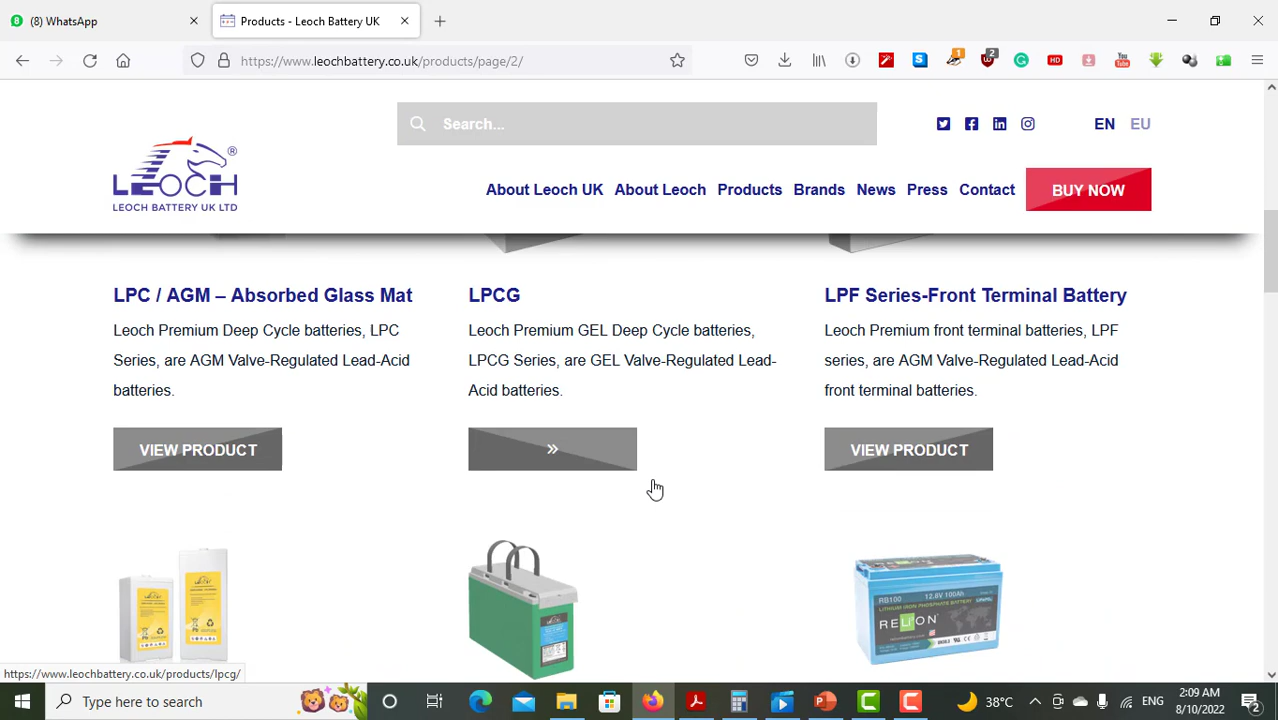 (8) WhatsApp
Products - Leoch Battery UK
https://www.leochbattery.co.uk/products/page/2/
Search...
EN EU
LEOCH®
LEOCH BATTERY UK LTD
About Leoch UK About Leoch Products Brands News Press Contact BUY NOW
LPC / AGM – Absorbed Glass Mat
Leoch Premium Deep Cycle batteries, LPC
Series, are AGM Valve-Regulated Lead-Acid
batteries.
VIEW PRODUCT
LPCG
Leoch Premium GEL Deep Cycle batteries,
LPCG Series, are GEL Valve-Regulated Lead-
Acid batteries.
»
LPF Series-Front Terminal Battery
Leoch Premium front terminal batteries, LPF
series, are AGM Valve-Regulated Lead-Acid
front terminal batteries.
VIEW PRODUCT
RB100 12.8V 100Ah
LITHIUM IRON PHOSPHATE BATTERY
RELiON
https://www.leochbattery.co.uk/products/lpcg/
Type here to search
38°C
ENG
2:09 AM
8/10/2022
2